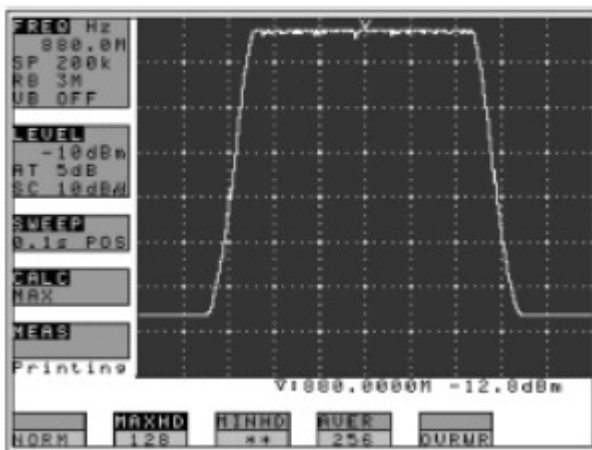 FREQ Hz
880.0M
SP 200k
RB 3M
VB OFF
LEVEL
-10dBm
AT 5dB
SC 10dB/
SWEEP
0.1s POS
CALC
MAX
MEAS
Printing
V:880.0000M -12.8dBm
NORM
MAXHD
128
MINHD
**
AVER
256
OVRWR